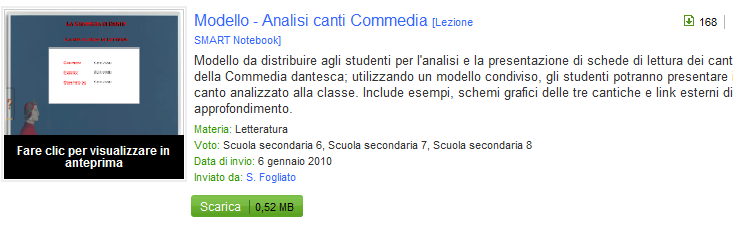 Modello - Analisi canti Commedia [Lezione
SMART Notebook]
168
Modello da distribuire agli studenti per l'analisi e la presentazione di schede di lettura dei cant
della Commedia dantesca; utilizzando un modello condiviso, gli studenti potranno presentare i
canto analizzato alla classe. Include esempi, schemi grafici delle tre cantiche e link esterni di
approfondimento.
Materia: Letteratura
Voto: Scuola secondaria 6, Scuola secondaria 7, Scuola secondaria 8
Data di invio: 6 gennaio 2010
Inviato da: S. Fogliato
Fare clic per visualizzare in
anteprima
Scarica 0,52 MB